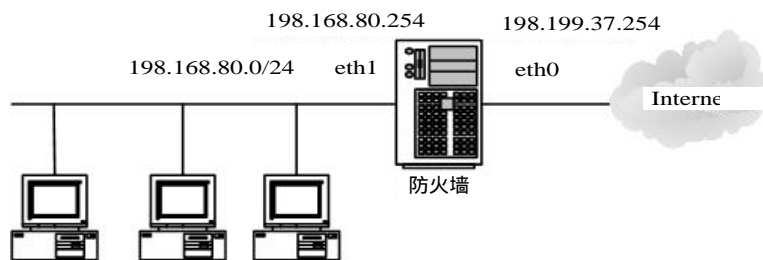 198.168.80.254
198.199.37.254
198.168.80.0/24
eth1
eth0
Interne
防火墙